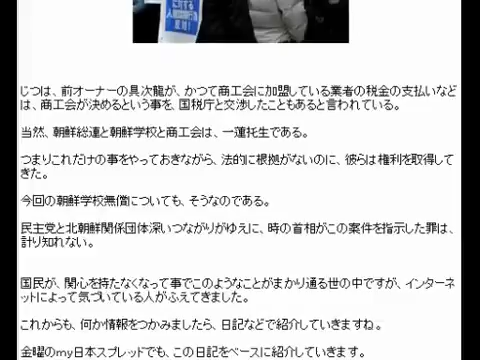 じつは、前オーナーの具次龍が、かつて商工会に加盟している業者の税金の支払いなど
は、商工会が決めるという事を、国税庁と交渉したこともあると言われている。
当然、朝鮮総連と朝鮮学校と商工会は、一蓮托生である。
つまりこれだけの事をやっておきながら、法的に根拠がないのに、彼らは権利を取得して
きた。
今回の朝鮮学校無償についても、そうなのである。
民主党と北朝鮮関係団体深いつながりがゆえに、時の首相がこの案件を指示した罪は、
計り知れない。
国民が、関心を持たなくなって事でこのようなことがまかり通る世の中ですが、インターネ
ットによって気づいている人がふえてきました。
これからも、何か情報をつかみましたら、日記などで紹介していきますね。
金曜のmy日本スプレッドでも、この日記をベースに紹介していきます。